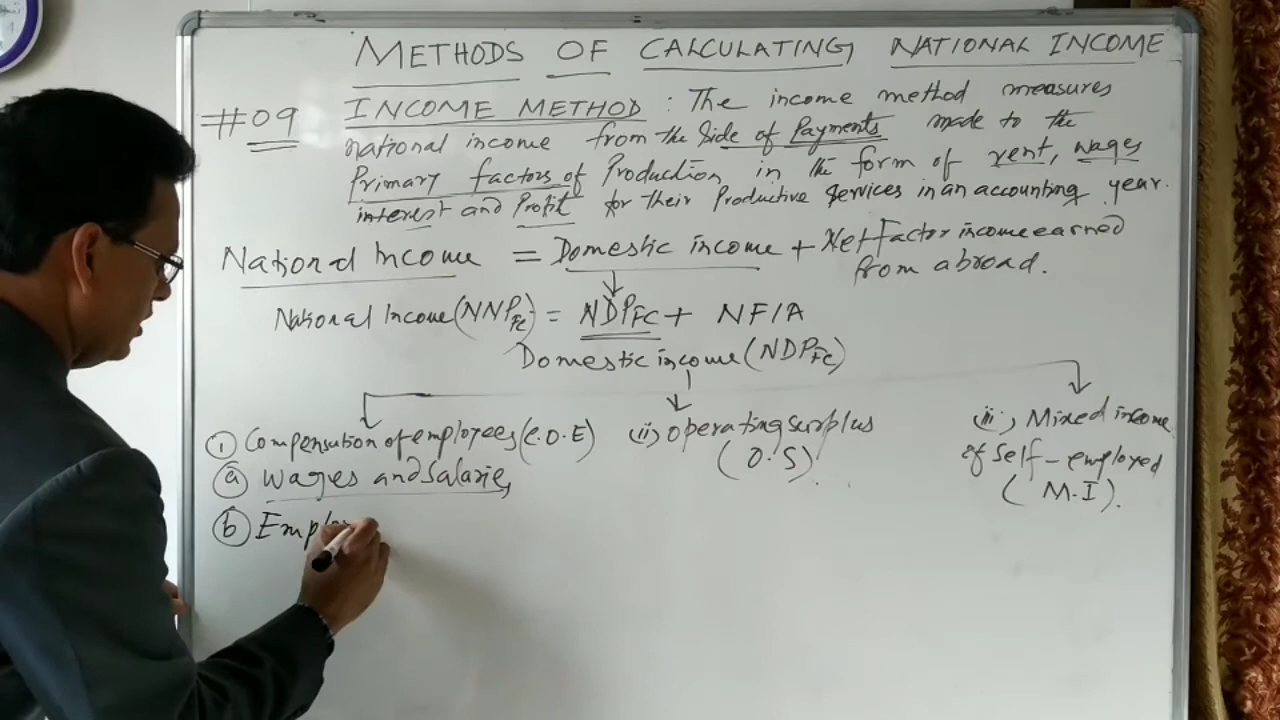 METHODS OF CALCULATING NATIONAL INCOME
#09 INCOME METHOD : The income method measures
national income from the Side of Payments made to the
Primary factors of Production in the form of rent, wages
interest and Profit for their Productive Services in an accounting year.
National Income = Domestic income + Net Factor income earned
from abroad.
National Income (NNPFC) = NDPFC + NFIA
Domestic income (NDPFC)
(i) Compensation of employees (C.O.E) (ii) Operating surplus (iii) Mixed income
(O.S). of Self-employed
(M.I).
(a) Wages and Salaries
(b) Emplo